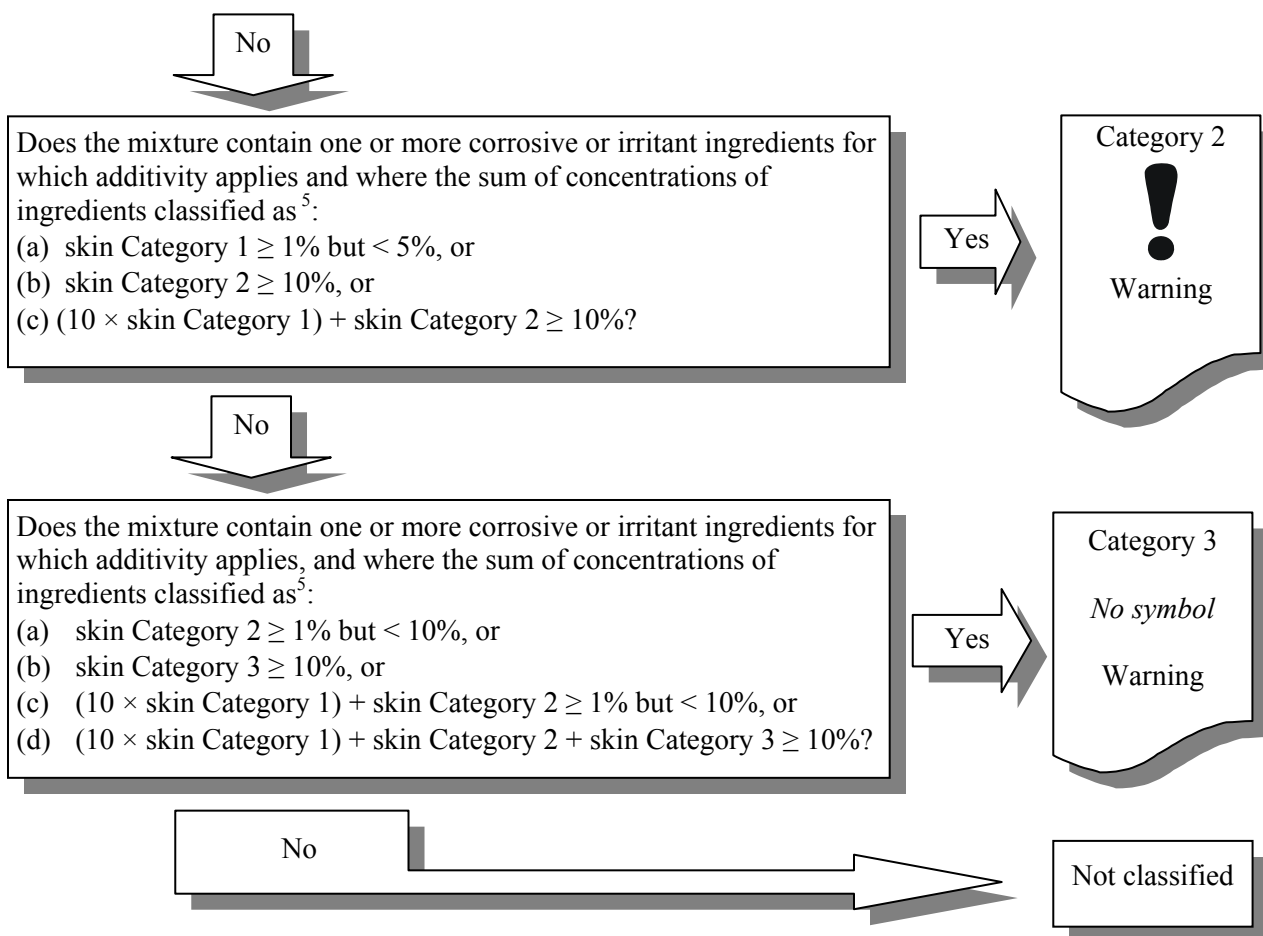 No
Does the mixture contain one or more corrosive or irritant ingredients for
which additivity applies and where the sum of concentrations of
ingredients classified as 5:
(a) skin Category 1 ≥ 1% but < 5%, or
(b) skin Category 2 ≥ 10%, or
(c) (10 × skin Category 1) + skin Category 2 ≥ 10%?
Yes
Category 2
!
Warning
No
Does the mixture contain one or more corrosive or irritant ingredients for
which additivity applies, and where the sum of concentrations of
ingredients classified as5:
(a) skin Category 2 ≥ 1% but < 10%, or
(b) skin Category 3 ≥ 10%, or
(c) (10 × skin Category 1) + skin Category 2 ≥ 1% but < 10%, or
(d) (10 × skin Category 1) + skin Category 2 + skin Category 3 ≥ 10%?
Yes
Category 3
No symbol
Warning
No
Not classified